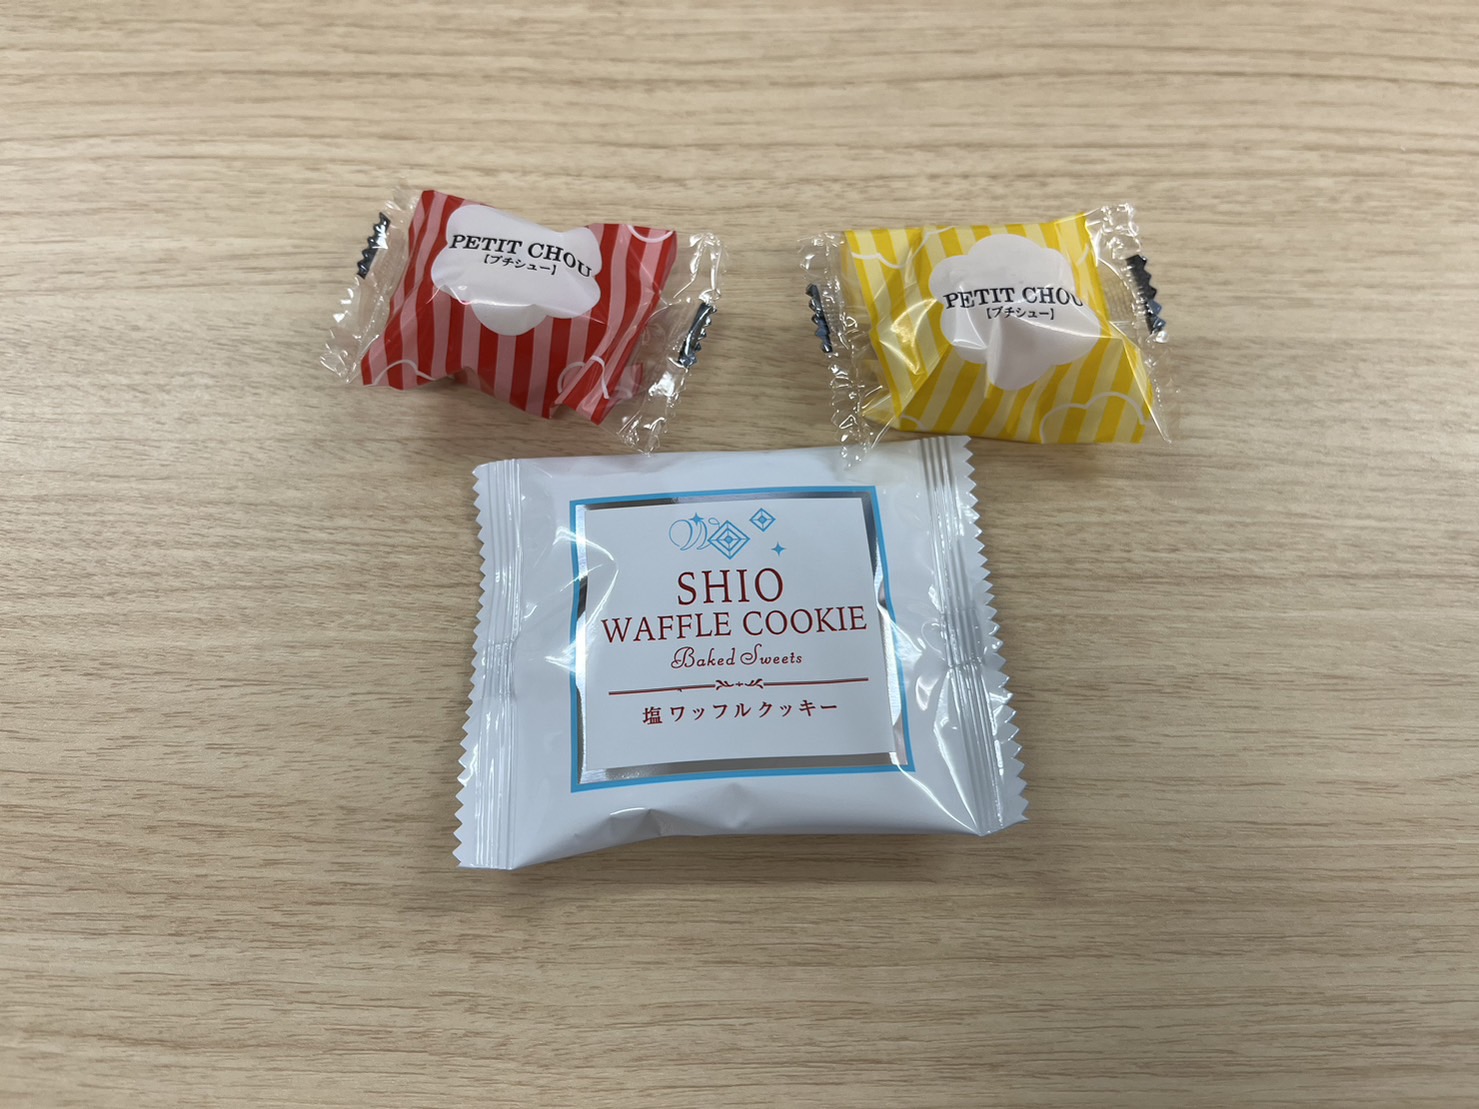 PETIT CHOU
【プチシュー】
PETIT CHOU
【プチシュー】
SHIO
WAFFLE COOKIE
Baked Sweets
塩ワッフルクッキー